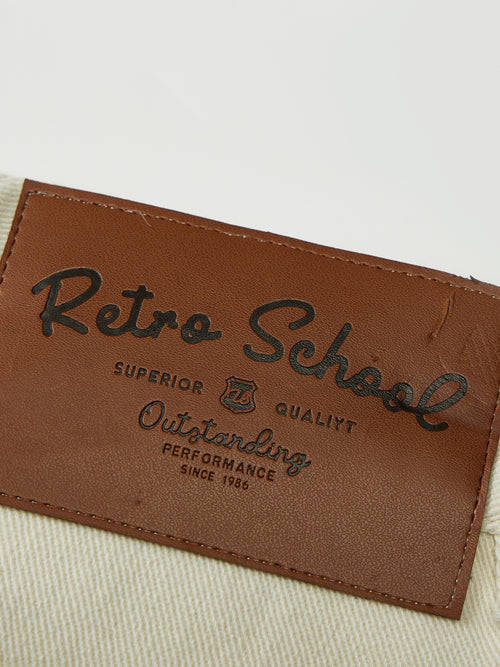 Retro School
SUPERIOR QUALIYT
Outstanding
PERFORMANCE
SINCE 1986